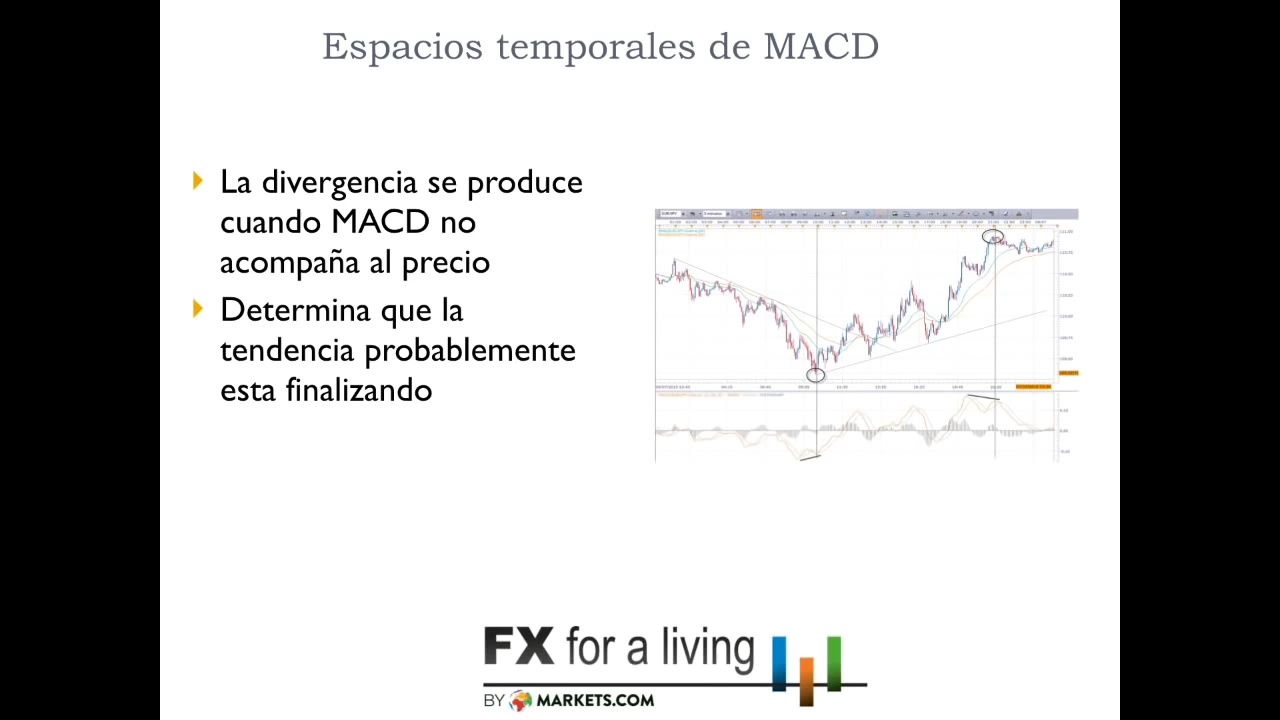 Espacios temporales de MACD
La divergencia se produce
cuando MACD no
acompaña al precio
Determina que la
tendencia probablemente
esta finalizando
FX for a living
BY MARKETS.COM